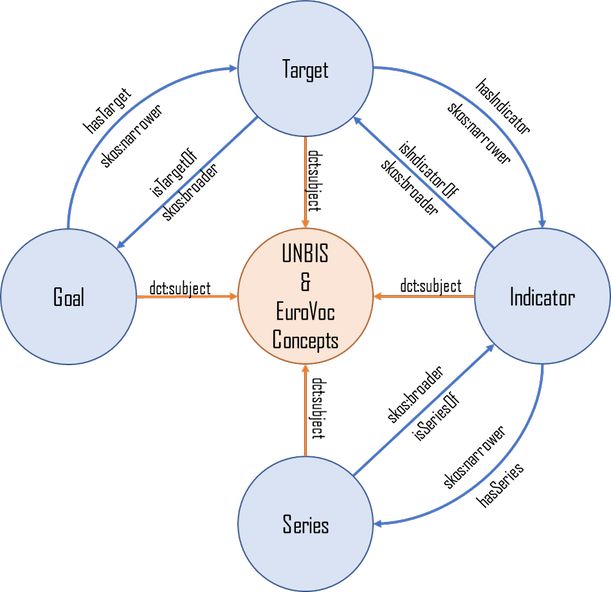 Target
hasTarget
skos:narrower
isTargetOf
skos:broader
dct:subject
hasIndicator
skos:narrower
isIndicatorOf
skos:broader
Goal
dct:subject
UNBIS
&
EuroVoc
Concepts
dct:subject
Indicator
dct:subject
skos:broader
isSeriesOf
skos:narrower
hasSeries
Series